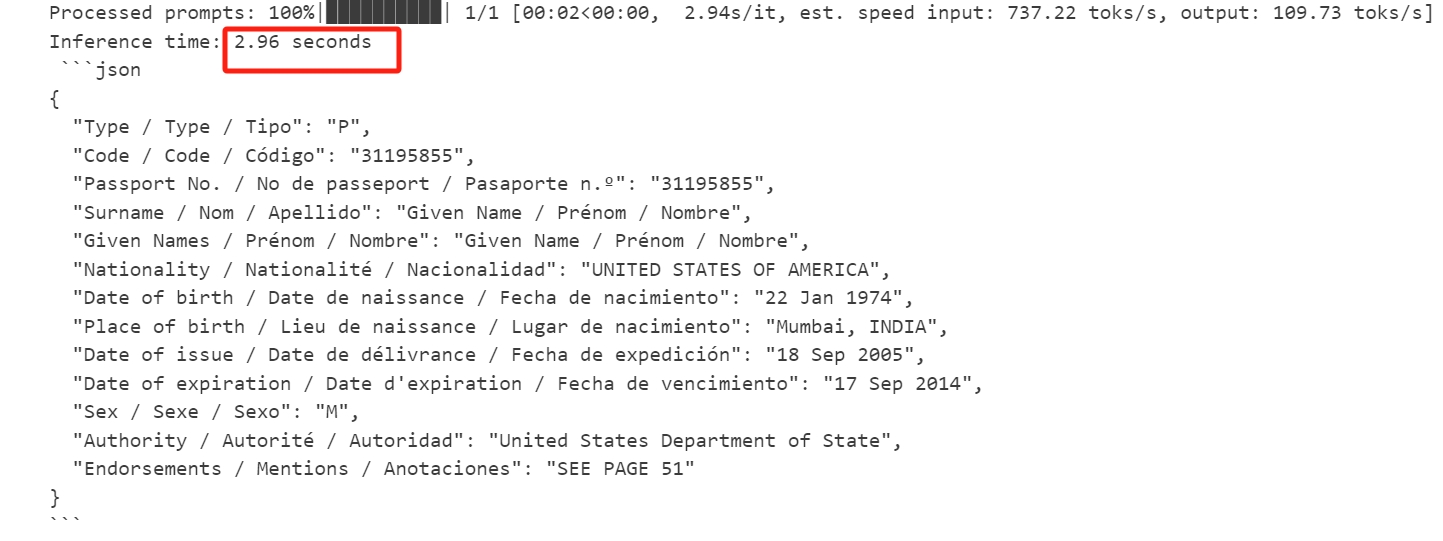 Processed prompts: 100%|██████████| 1/1 [00:02<00:00,  2.94s/it, est. speed input: 737.22 toks/s, output: 109.73 toks/s]
Inference time: 2.96 seconds
 ```json
{
  "Type / Type / Tipo": "P",
  "Code / Code / Código": "31195855",
  "Passport No. / No de passeport / Pasaporte n.º": "31195855",
  "Surname / Nom / Apellido": "Given Name / Prénom / Nombre",
  "Given Names / Prénom / Nombre": "Given Name / Prénom / Nombre",
  "Nationality / Nationalité / Nacionalidad": "UNITED STATES OF AMERICA",
  "Date of birth / Date de naissance / Fecha de nacimiento": "22 Jan 1974",
  "Place of birth / Lieu de naissance / Lugar de nacimiento": "Mumbai, INDIA",
  "Date of issue / Date de délivrance / Fecha de expedición": "18 Sep 2005",
  "Date of expiration / Date d'expiration / Fecha de vencimiento": "17 Sep 2014",
  "Sex / Sexe / Sexo": "M",
  "Authority / Autorité / Autoridad": "United States Department of State",
  "Endorsements / Mentions / Anotaciones": "SEE PAGE 51"
}
```